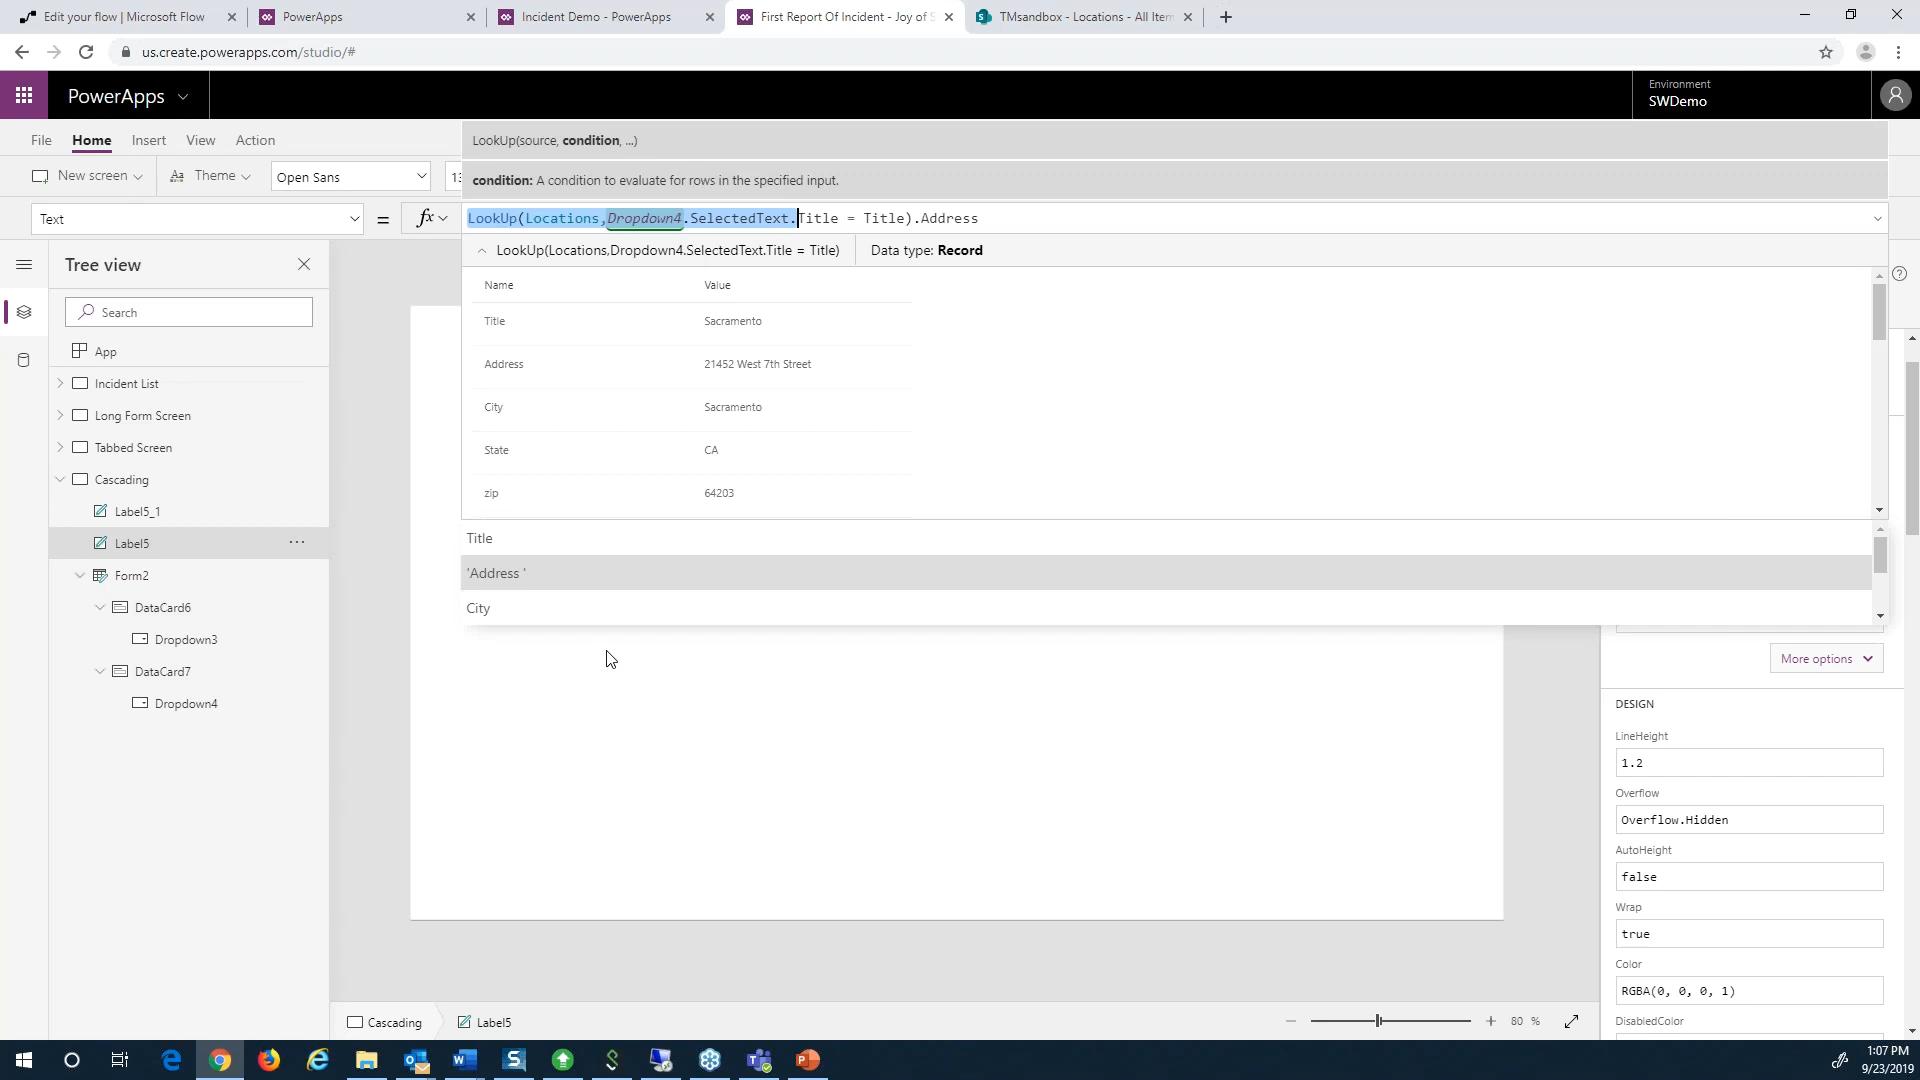 Edit your flow | Microsoft Flow
PowerApps
Incident Demo - PowerApps
First Report Of Incident - Joy of S
TMsandbox - Locations - All Item
us.create.powerapps.com/studio/#
PowerApps
Environment
SWDemo
File
Home
Insert
View
Action
LookUp(source, condition, ...)
New screen
Theme
Open Sans
13
condition: A condition to evaluate for rows in the specified input.
Text
=
fx
LookUp(Locations,Dropdown4.SelectedText.Title = Title).Address
LookUp(Locations,Dropdown4.SelectedText.Title = Title)
Data type: Record
Tree view
Search
App
Incident List
Long Form Screen
Tabbed Screen
Cascading
Label5_1
Label5
...
Form2
DataCard6
Dropdown3
DataCard7
Dropdown4
Name Value
Title Sacramento
Address 21452 West 7th Street
City Sacramento
State CA
zip 64203
Title
'Address '
City
More options
DESIGN
LineHeight
1.2
Overflow
Overflow.Hidden
AutoHeight
false
Wrap
true
Color
RGBA(0, 0, 0, 1)
DisabledColor
Cascading
Label5
80 %
1:07 PM
9/23/2019